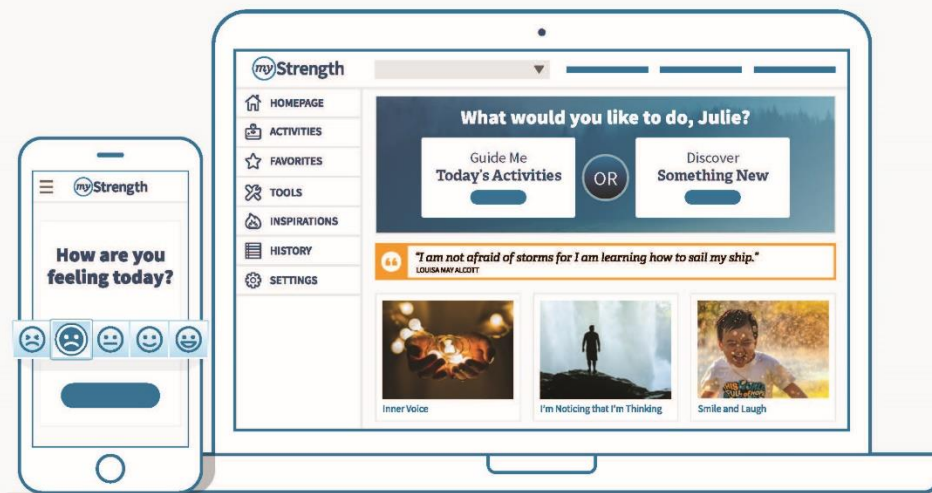 myStrength
How are you
feeling today?
myStrength
HOMEPAGE
ACTIVITIES
FAVORITES
TOOLS
INSPIRATIONS
HISTORY
SETTINGS
What would you like to do, Julie?
Guide Me
Today's Activities
OR
Discover
Something New
"I am not afraid of storms for I am learning how to sail my ship."
LOUISA MAY ALCOTT
Inner Voice
I'm Noticing that I'm Thinking
Smile and Laugh